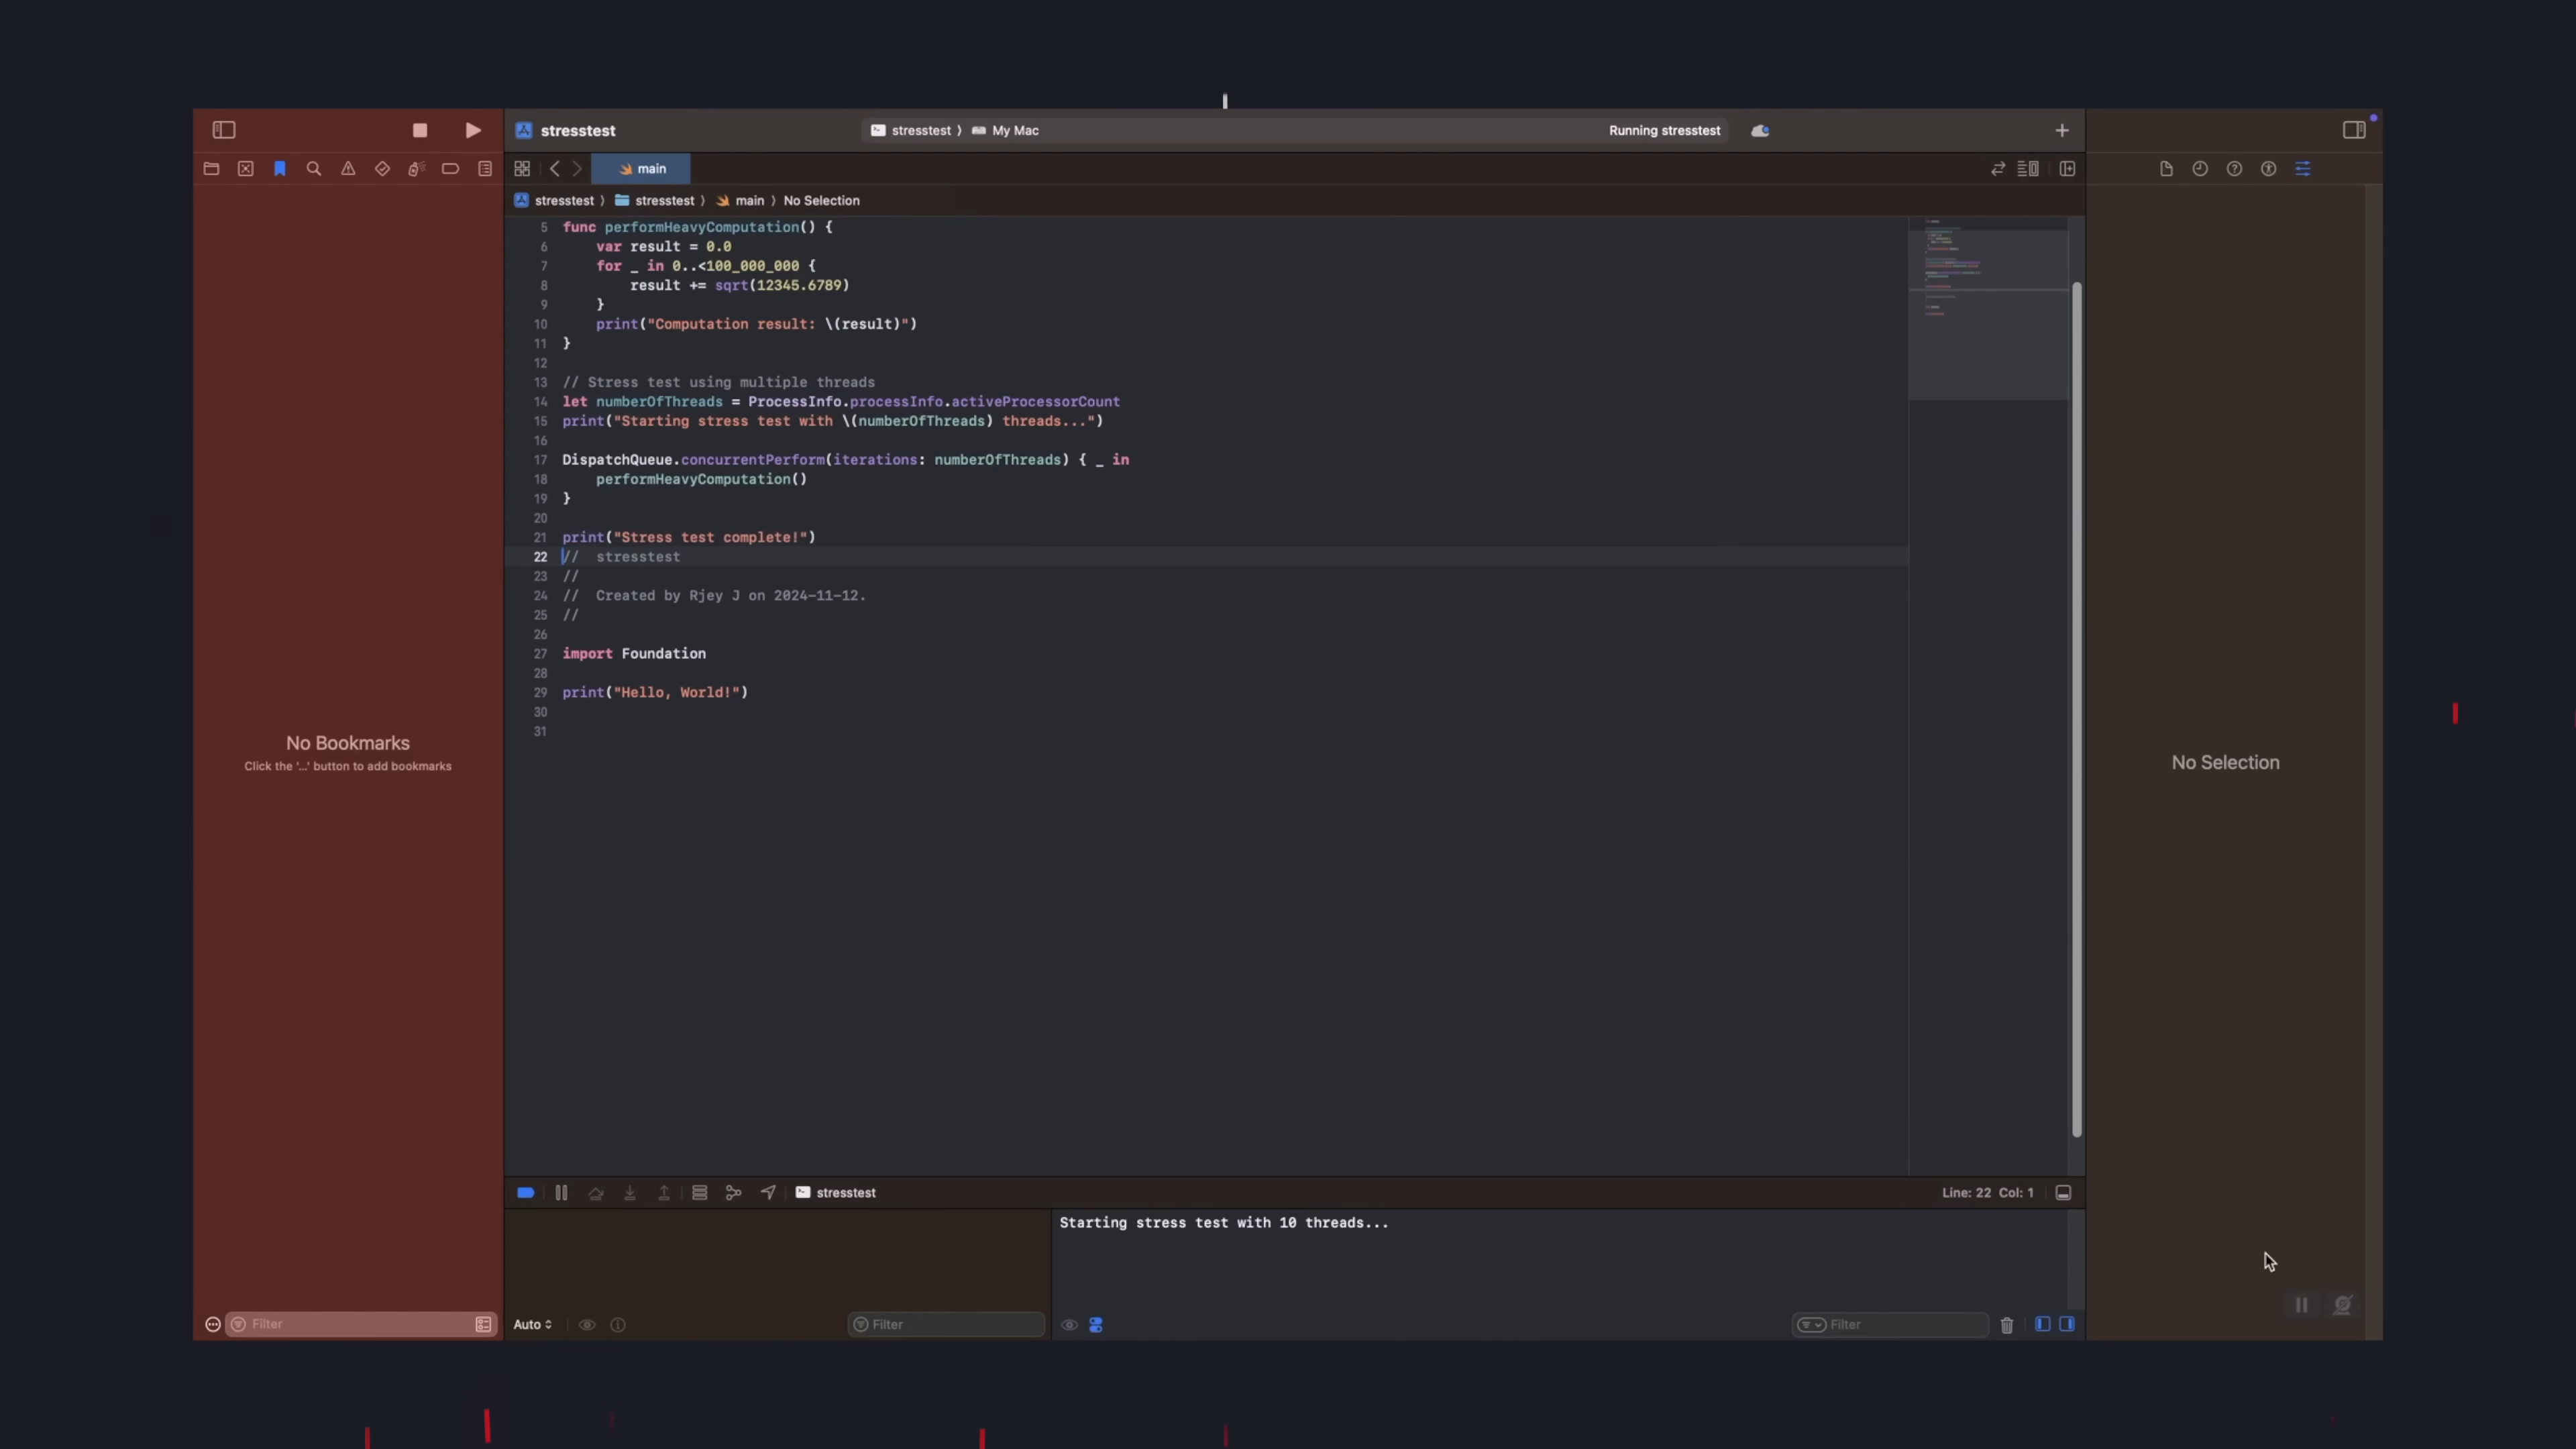 stresstest
stresstest 〉 My Mac
Running stresstest
main
stresstest 〉 stresstest 〉 main 〉 No Selection
5 func performHeavyComputation() {
6     var result = 0.0
7     for _ in 0..<100_000_000 {
8         result += sqrt(12345.6789)
9     }
10     print("Computation result: \(result)")
11 }
12
13 // Stress test using multiple threads
14 let numberOfThreads = ProcessInfo.processInfo.activeProcessorCount
15 print("Starting stress test with \(numberOfThreads) threads...")
16
17 DispatchQueue.concurrentPerform(iterations: numberOfThreads) { _ in
18     performHeavyComputation()
19 }
20
21 print("Stress test complete!")
22 //  stresstest
23 //
24 //  Created by Rjey J on 2024-11-12.
25 //
26
27 import Foundation
28
29 print("Hello, World!")
30
31
No Bookmarks
Click the '...' button to add bookmarks
No Selection
stresstest
Line: 22 Col: 1
Starting stress test with 10 threads...
Filter
Auto
Filter
Filter